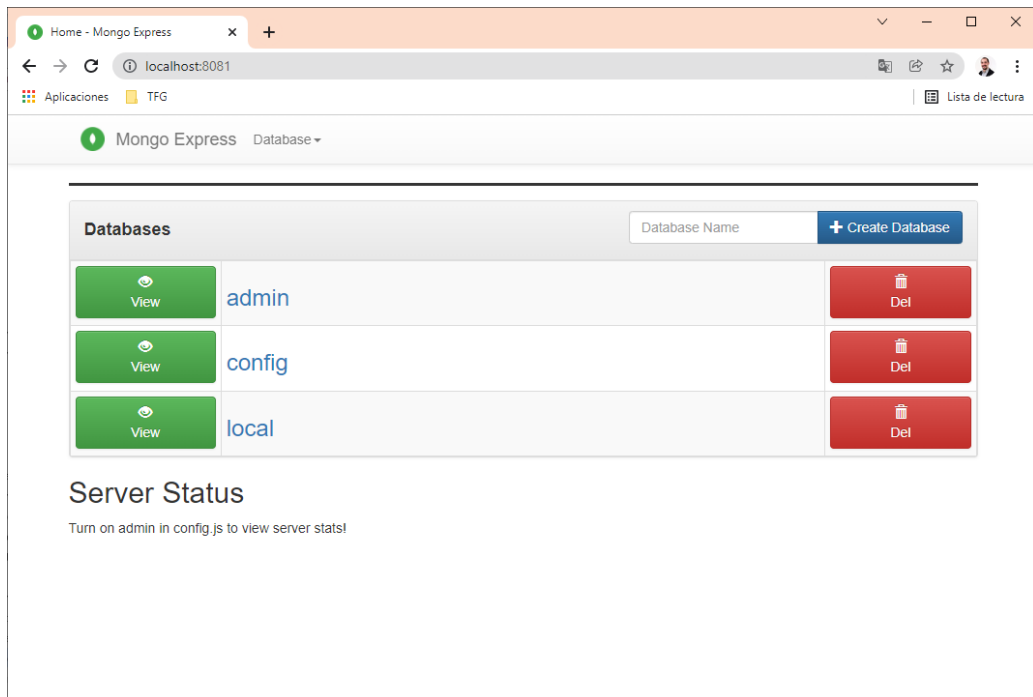 Home - Mongo Express
localhost:8081
Aplicaciones TFG Lista de lectura
Mongo Express Database
Databases Database Name Create Database
View admin Del
View config Del
View local Del
Server Status
Turn on admin in config.js to view server stats!